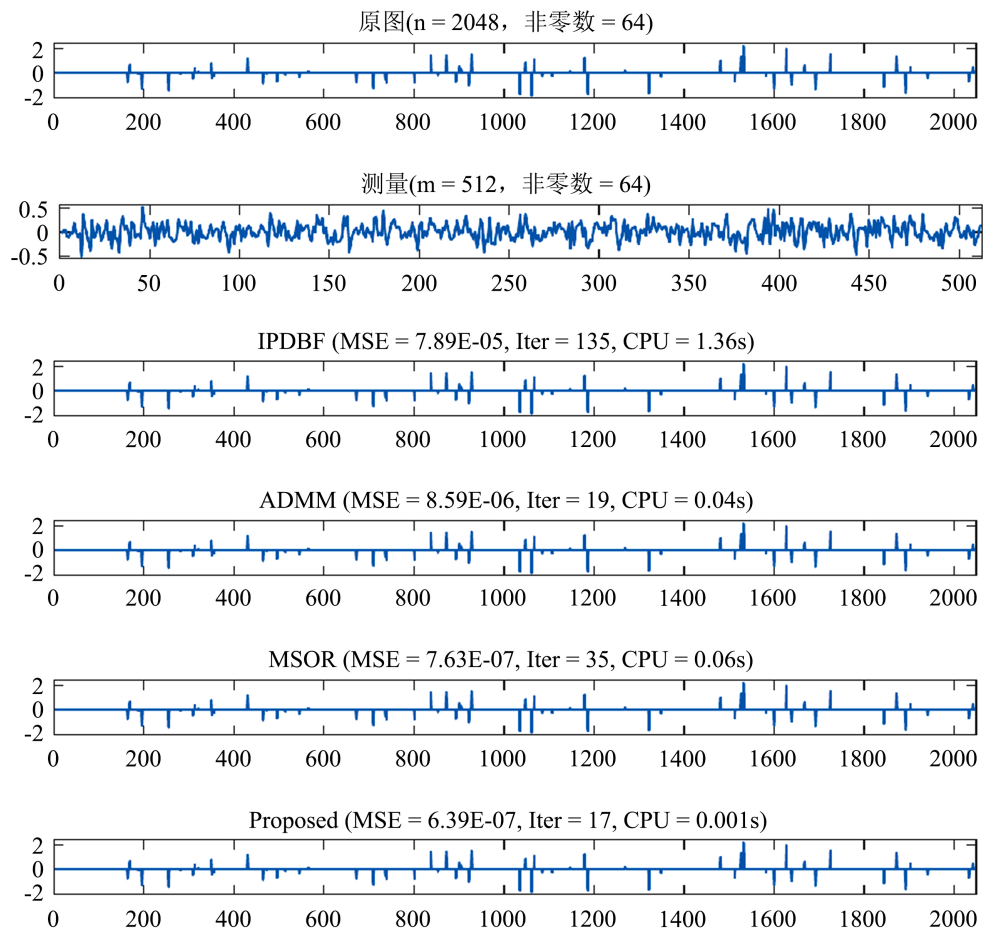 原图(n = 2048，非零数 = 64)
2
0
-2
0 200 400 600 800 1000 1200 1400 1600 1800 2000
测量(m = 512，非零数 = 64)
0.5
0
-0.5
0 50 100 150 200 250 300 350 400 450 500
IPDBF (MSE = 7.89E-05, Iter = 135, CPU = 1.36s)
2
0
-2
0 200 400 600 800 1000 1200 1400 1600 1800 2000
ADMM (MSE = 8.59E-06, Iter = 19, CPU = 0.04s)
2
0
-2
0 200 400 600 800 1000 1200 1400 1600 1800 2000
MSOR (MSE = 7.63E-07, Iter = 35, CPU = 0.06s)
2
0
-2
0 200 400 600 800 1000 1200 1400 1600 1800 2000
Proposed (MSE = 6.39E-07, Iter = 17, CPU = 0.001s)
2
0
-2
0 200 400 600 800 1000 1200 1400 1600 1800 2000